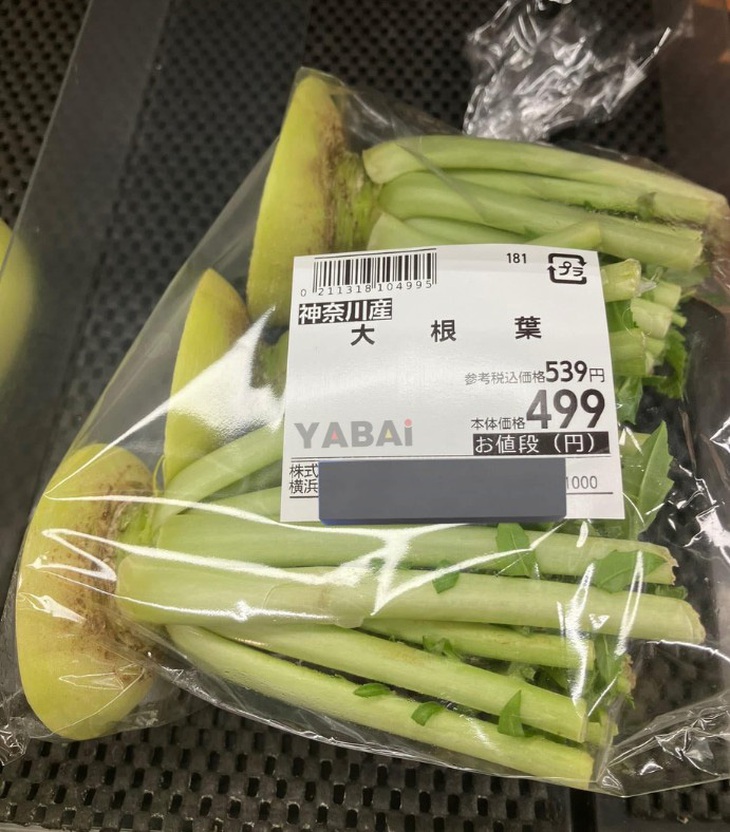 181
プラ
0 211318 104995
神奈川産
大根葉
参考税込価格539円
本体価格499
お値段（円）
YABAi
株式
横浜
1000